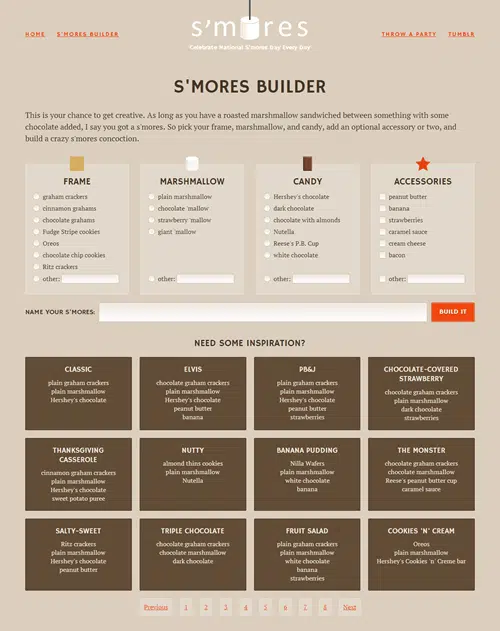 s'mores
Celebrate National S'mores Day Every Day
HOME
S'MORES BUILDER
THROW A PARTY
TUMBLR
S'MORES BUILDER
This is your chance to get creative. As long as you have a roasted marshmallow sandwiched between something with some
chocolate added, I say you got a s'mores. So pick your frame, marshmallow, and candy, add an optional accessory or two, and
build a crazy s'mores concoction.
FRAME
graham crackers
cinnamon grahams
chocolate grahams
Fudge Stripe cookies
Oreos
chocolate chip cookies
Ritz crackers
other:
MARSHMALLOW
plain marshmallow
chocolate 'mallow
strawberry 'mallow
giant 'mallow
other:
CANDY
Hershey's chocolate
dark chocolate
chocolate with almonds
Nutella
Reese's P.B. Cup
white chocolate
other:
ACCESSORIES
peanut butter
banana
strawberries
caramel sauce
cream cheese
bacon
other:
NAME YOUR S'MORES:
BUILD IT
NEED SOME INSPIRATION?
CLASSIC
plain graham crackers
plain marshmallow
Hershey's chocolate
ELVIS
chocolate graham crackers
plain marshmallow
Hershey's chocolate
peanut butter
banana
PB&J
plain graham crackers
plain marshmallow
Hershey's chocolate
peanut butter
strawberries
CHOCOLATE-COVERED
STRAWBERRY
chocolate graham crackers
plain marshmallow
dark chocolate
strawberries
THANKSGIVING
CASSEROLE
cinnamon graham crackers
plain marshmallow
Hershey's chocolate
sweet potato puree
NUTTY
almond thins cookies
plain marshmallow
Nutella
BANANA PUDDING
Nilla Wafers
plain marshmallow
white chocolate
banana
THE MONSTER
chocolate graham crackers
chocolate marshmallow
Reese's peanut butter cup
caramel sauce
SALTY-SWEET
Ritz crackers
plain marshmallow
Hershey's chocolate
peanut butter
TRIPLE CHOCOLATE
chocolate graham crackers
chocolate marshmallow
dark chocolate
FRUIT SALAD
plain graham crackers
plain marshmallow
white chocolate
banana
strawberries
COOKIES 'N' CREAM
Oreos
plain marshmallow
Hershey's Cookies 'n' Creme bar
Previous 1 2 3 4 5 6 7 8 Next